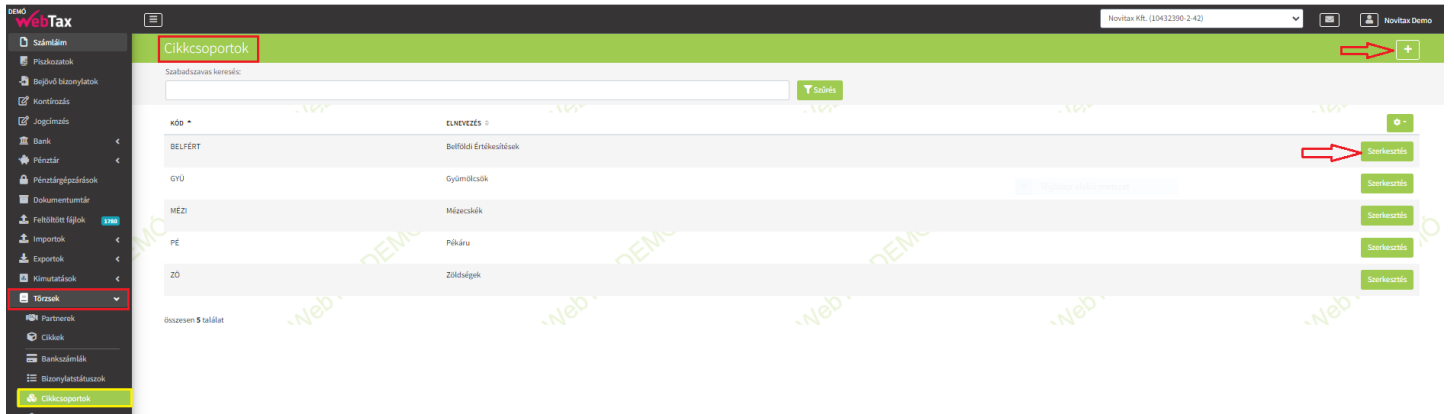 DEMÓ
WebTax
Novitax Kft. (10432390-2-42)
Novitax Demo
Számláim
Piszkozatok
Bejövő bizonylatok
Kontírozás
Jogcímzés
Bank
Pénztár
Pénztárgépzárások
Dokumentumtár
Feltöltött fájlok 1780
Importok
Exportok
Kimutatások
Törzsek
Partnerek
Cikkek
Bankszámlák
Bizonylatstátuszok
Cikkcsoportok
Cikkcsoportok
+
Szabadszavas keresés:
Szűrés
KÓD ELNEVEZÉS
BELFÉRT Belföldi Értékesítések Szerkesztés
GYÜ Gyümölcsök Szerkesztés
MÉZI Mézecskék Szerkesztés
PÉ Pékáru Szerkesztés
ZÖ Zöldségek Szerkesztés
összesen 5 találat